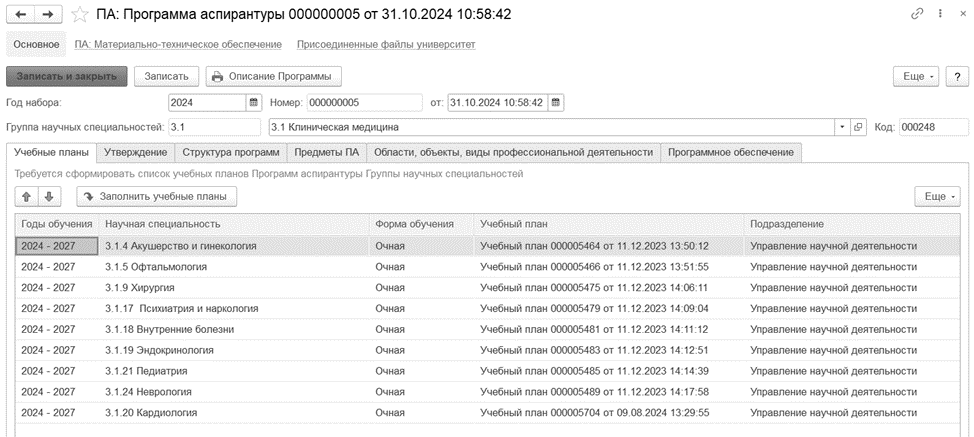 ПА: Программа аспирантуры 000000005 от 31.10.2024 10:58:42
Основное ПА: Материально-техническое обеспечение Присоединенные файлы университет
Записать и закрыть Записать Описание Программы Еще ?
Год набора: 2024 Номер: 000000005 от: 31.10.2024 10:58:42
Группа научных специальностей: 3.1 3.1 Клиническая медицина Код: 000248
Учебные планы Утверждение Структура программ Предметы ПА Области, объекты, виды профессиональной деятельности Программное обеспечение
Требуется сформировать список учебных планов Программ аспирантуры Группы научных специальностей
Заполнить учебные планы Еще
Годы обучения Научная специальность Форма обучения Учебный план Подразделение
2024 - 2027 3.1.4 Акушерство и гинекология Очная Учебный план 000005464 от 11.12.2023 13:50:12 Управление научной деятельности
2024 - 2027 3.1.5 Офтальмология Очная Учебный план 000005466 от 11.12.2023 13:51:55 Управление научной деятельности
2024 - 2027 3.1.9 Хирургия Очная Учебный план 000005475 от 11.12.2023 14:06:11 Управление научной деятельности
2024 - 2027 3.1.17 Психиатрия и наркология Очная Учебный план 000005479 от 11.12.2023 14:09:04 Управление научной деятельности
2024 - 2027 3.1.18 Внутренние болезни Очная Учебный план 000005481 от 11.12.2023 14:11:12 Управление научной деятельности
2024 - 2027 3.1.19 Эндокринология Очная Учебный план 000005483 от 11.12.2023 14:12:51 Управление научной деятельности
2024 - 2027 3.1.21 Педиатрия Очная Учебный план 000005485 от 11.12.2023 14:14:39 Управление научной деятельности
2024 - 2027 3.1.24 Неврология Очная Учебный план 000005489 от 11.12.2023 14:17:58 Управление научной деятельности
2024 - 2027 3.1.20 Кардиология Очная Учебный план 000005704 от 09.08.2024 13:29:55 Управление научной деятельности